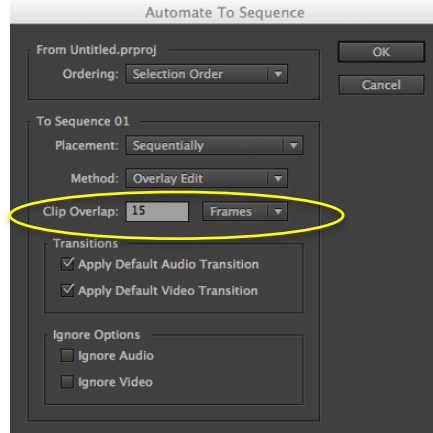 Automate To Sequence
From Untitled.prproj
OK
Ordering: Selection Order
Cancel
To Sequence 01
Placement: Sequentially
Method: Overlay Edit
Clip Overlap: 15 Frames
Transitions
Apply Default Audio Transition
Apply Default Video Transition
Ignore Options
Ignore Audio
Ignore Video